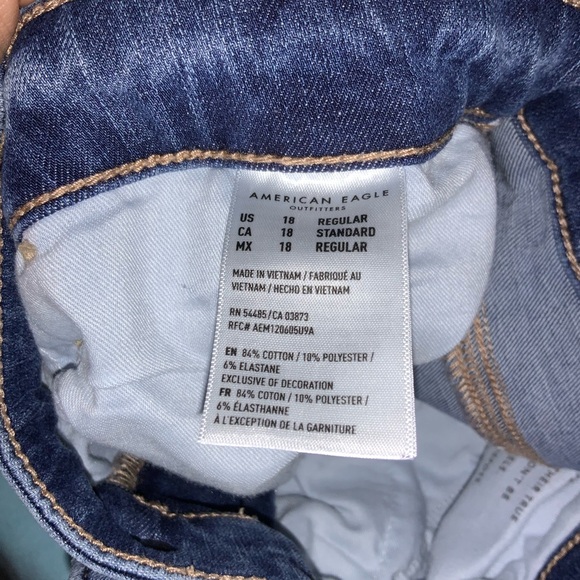 AMERICAN EAGLE
OUTFITTERS
US 18 REGULAR
CA 18 STANDARD
MX 18 REGULAR
MADE IN VIETNAM / FABRIQUÉ AU
VIETNAM / HECHO EN VIETNAM
RN 54485/CA 03873
RFC# AEM120605U9A
EN 84% COTTON / 10% POLYESTER /
6% ELASTANE
EXCLUSIVE OF DECORATION
FR 84% COTON / 10% POLYESTER /
6% ÉLASTHANNE
À L'EXCEPTION DE LA GARNITURE